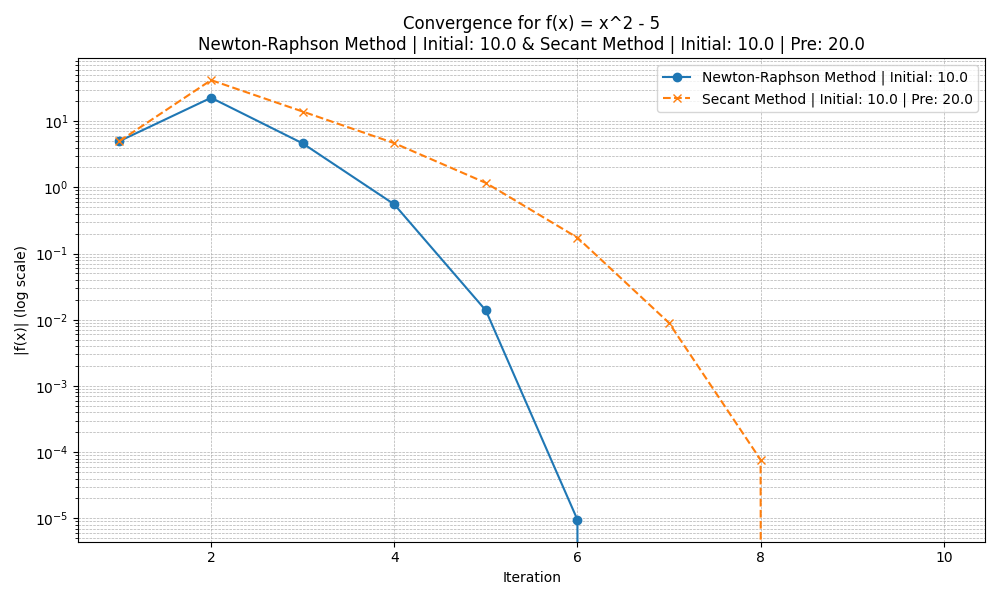 Convergence for f(x) = x^2 - 5
Newton-Raphson Method | Initial: 10.0 & Secant Method | Initial: 10.0 | Pre: 20.0
Newton-Raphson Method | Initial: 10.0
Secant Method | Initial: 10.0 | Pre: 20.0
|f(x)| (log scale)
10^1
10^0
10^-1
10^-2
10^-3
10^-4
10^-5
2 4 6 8 10
Iteration